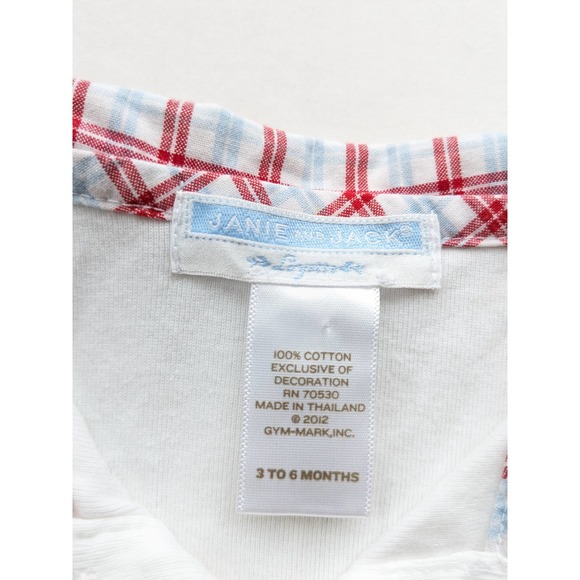 JANIE AND JACK®
Layette
100% COTTON
EXCLUSIVE OF
DECORATION
RN 70530
MADE IN THAILAND
© 2012
GYM-MARK,INC.
3 TO 6 MONTHS